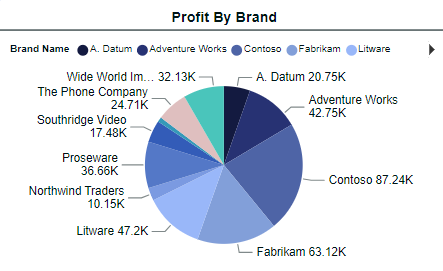 Profit By Brand
Brand Name A. Datum Adventure Works Contoso Fabrikam Litware
Wide World Im... 32.13K
A. Datum 20.75K
The Phone Company
24.71K
Adventure Works
42.75K
Southridge Video
17.48K
Proseware
36.66K
Contoso 87.24K
Northwind Traders
10.15K
Litware 47.2K
Fabrikam 63.12K